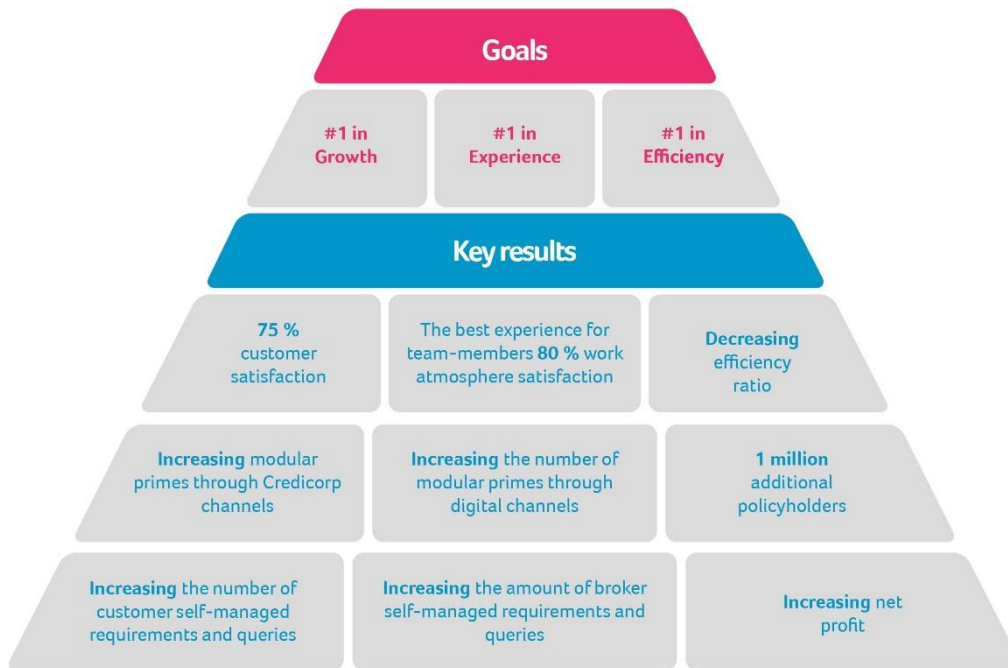 Goals
#1 in
Growth
#1 in
Experience
#1 in
Efficiency
Key results
75 %
customer
satisfaction
The best experience for
team-members 80 % work
atmosphere satisfaction
Decreasing
efficiency
ratio
Increasing modular
primes through Credicorp
channels
Increasing the number of
modular primes through
digital channels
1 million
additional
policyholders
Increasing the number of
customer self-managed
requirements and queries
Increasing the amount of broker
self-managed requirements and
queries
Increasing net
profit